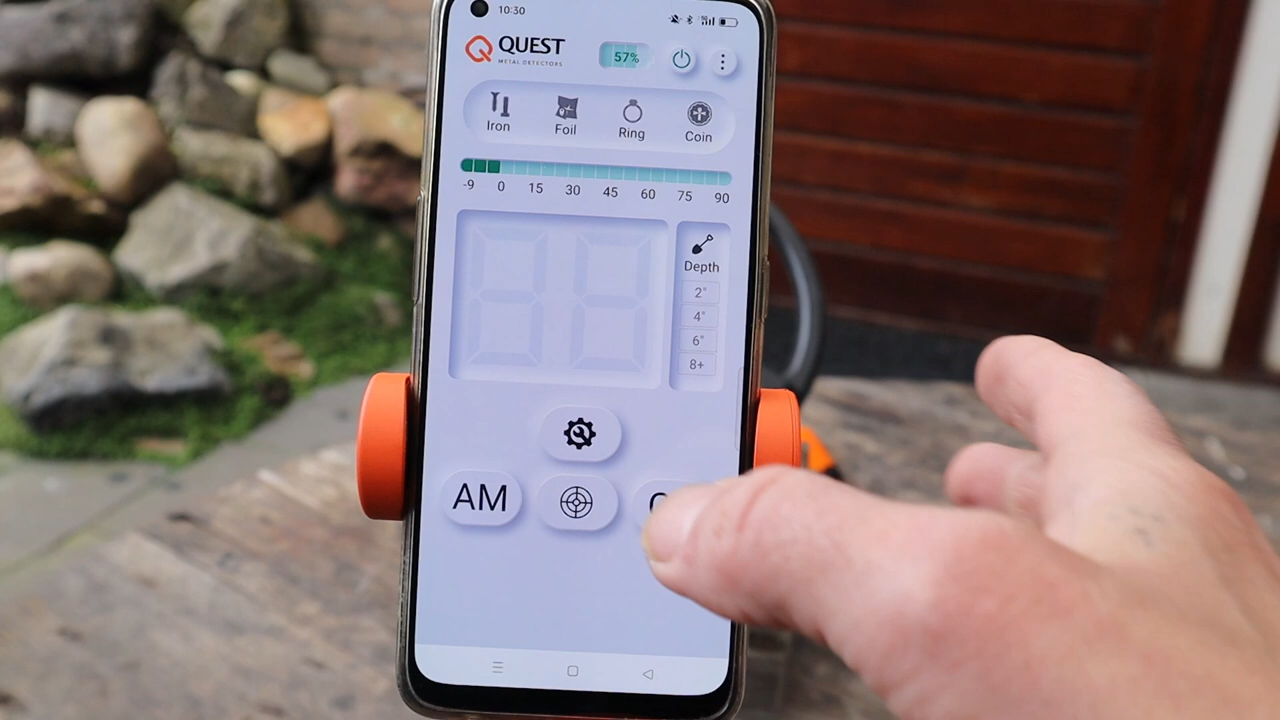 10:30
QUEST
METAL DETECTORS
57%
Iron Foil Ring Coin
-9 0 15 30 45 60 75 90
Depth
2"
4"
6"
8+
AM